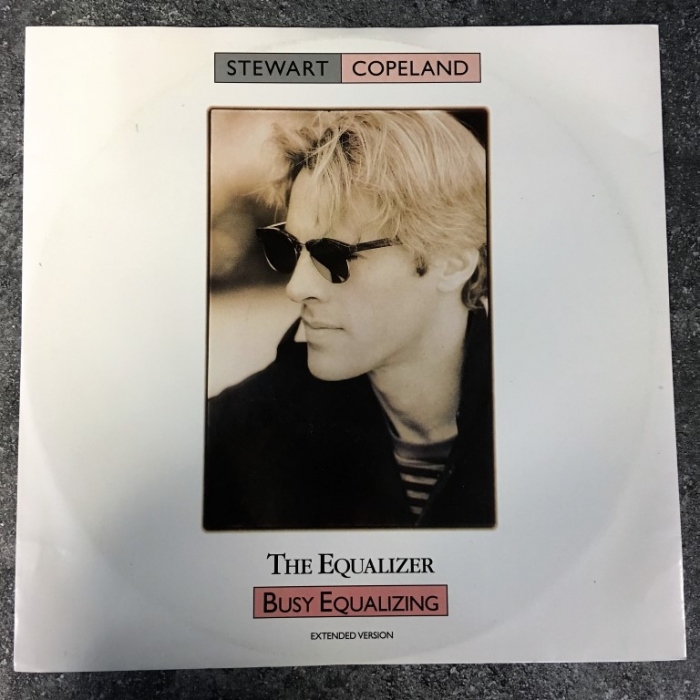 STEWART COPELAND
THE EQUALIZER
BUSY EQUALIZING
EXTENDED VERSION